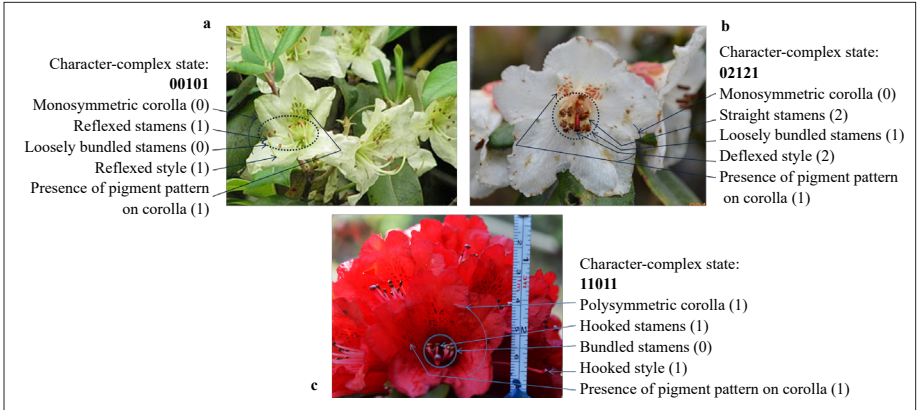 a
Character-complex state:
00101
Monosymmetric corolla (0)
Reflexed stamens (1)
Loosely bundled stamens (0)
Reflexed style (1)
Presence of pigment pattern
on corolla (1)
b
Character-complex state:
02121
Monosymmetric corolla (0)
Straight stamens (2)
Loosely bundled stamens (1)
Deflexed style (2)
Presence of pigment pattern
on corolla (1)
Character-complex state:
11011
Polysymmetric corolla (1)
Hooked stamens (1)
Bundled stamens (0)
Hooked style (1)
c
Presence of pigment pattern on corolla (1)